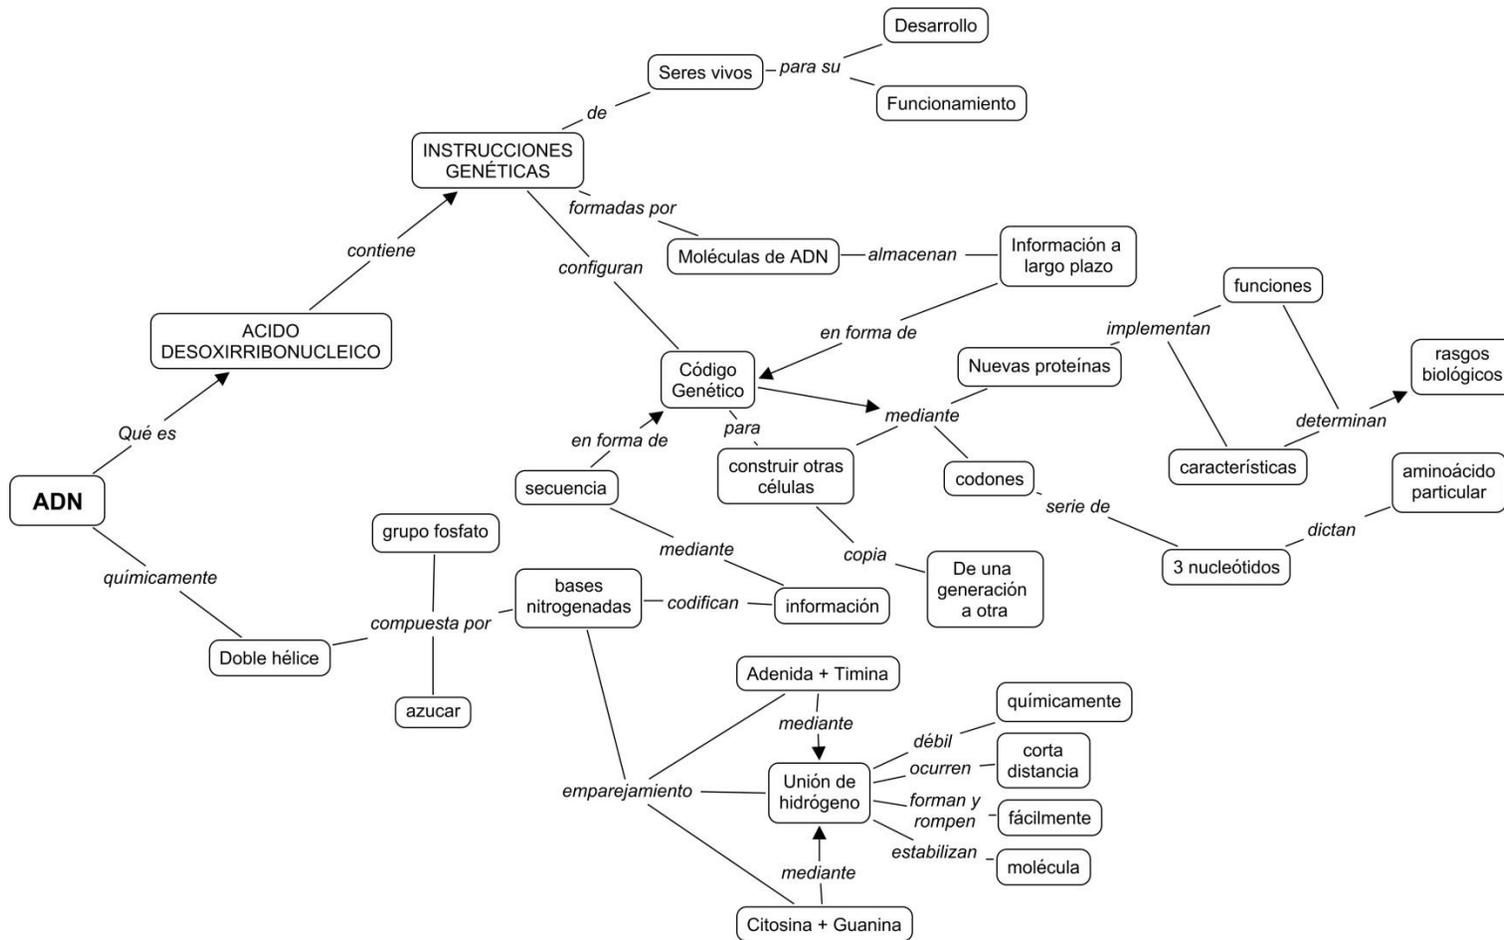 Desarrollo
Seres vivos
para su
Funcionamiento
de
INSTRUCCIONES
GENÉTICAS
formadas por
Moléculas de ADN
almacenan
Información a
largo plazo
contiene
configuran
en forma de
funciones
implementan
ACIDO
DESOXIRRIBONUCLEICO
Código
Genético
Nuevas proteínas
rasgos
biológicos
mediante
determinan
Qué es
en forma de
para
construir otras
células
codones
características
aminoácido
particular
ADN
secuencia
serie de
dictan
grupo fosfato
mediante
copia
3 nucleótidos
químicamente
bases
nitrogenadas
codifican
información
De una
generación
a otra
compuesta por
Doble hélice
azucar
Adenida + Timina
mediante
químicamente
débil
ocurren
corta
distancia
emparejamiento
Unión de
hidrógeno
forman y
rompen
fácilmente
estabilizan
molécula
mediante
Citosina + Guanina